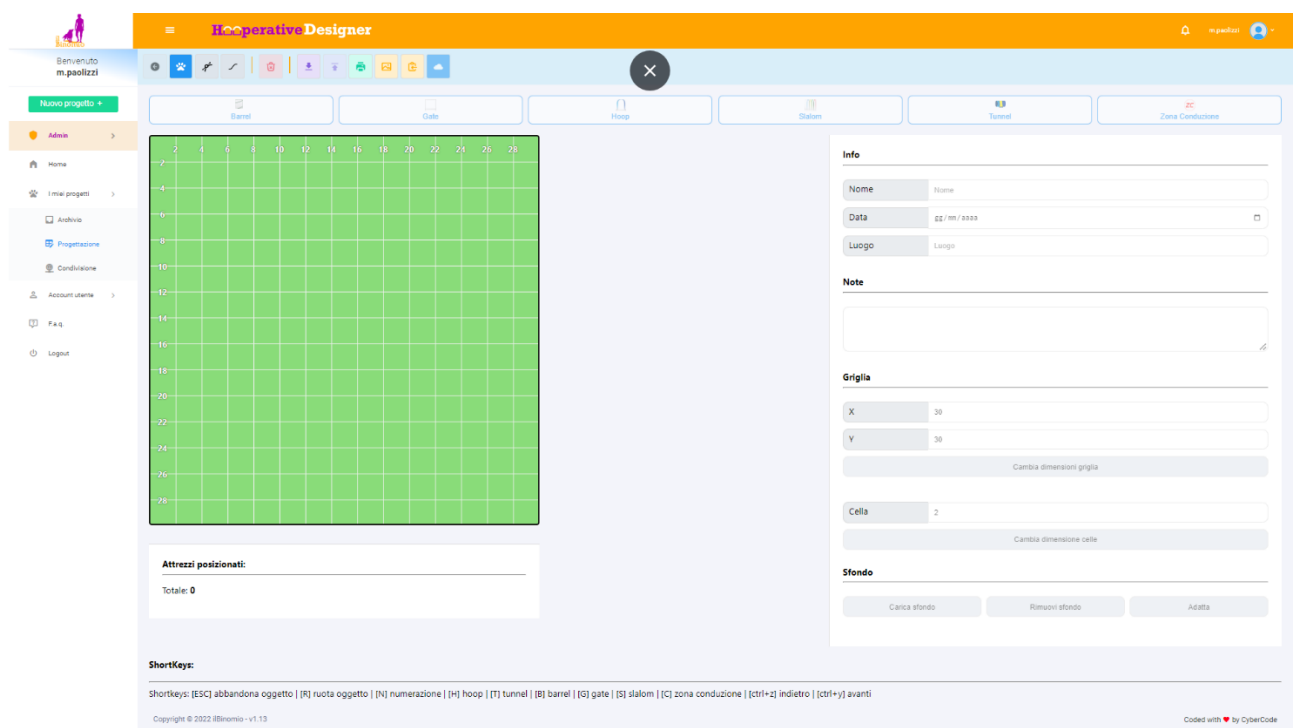 ilBinomio
HooperativeDesigner
m.paolizzi
Benvenuto
m.paolizzi
Nuovo progetto +
Admin
Home
I miei progetti
Archivio
Progettazione
Condivisione
Account utente
F.a.q.
Logout
Barrel
Gate
Hoop
Slalom
Tunnel
ZC
Zona Conduzione
2 4 6 8 10 12 14 16 18 20 22 24 26 28
2
4
6
8
10
12
14
16
18
20
22
24
26
28
Attrezzi posizionati:
Totale: 0
Info
Nome Nome
Data gg/mm/aaaa
Luogo Luogo
Note
Griglia
X 30
Y 30
Cambia dimensioni griglia
Cella 2
Cambia dimensione celle
Sfondo
Carica sfondo Rimuovi sfondo Adatta
ShortKeys:
Shortkeys: [ESC] abbandona oggetto | [R] ruota oggetto | [N] numerazione | [H] hoop | [T] tunnel | [B] barrel | [G] gate | [S] slalom | [C] zona conduzione | [ctrl+z] indietro | [ctrl+y] avanti
Copyright © 2022 ilBinomio - v1.13
Coded with ♥ by CyberCode